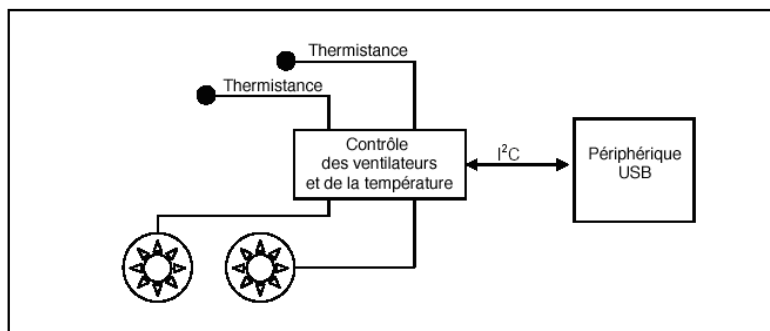 Thermistance
Thermistance
Contrôle
des ventilateurs
et de la température
I²C
Périphérique
USB